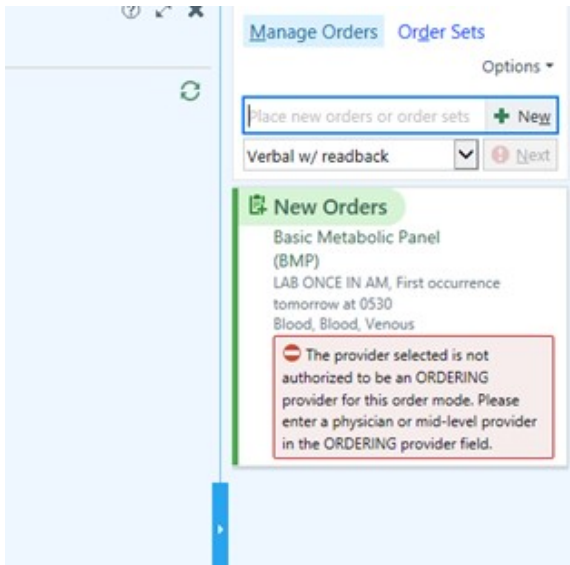 Manage Orders Order Sets
Options
Place new orders or order sets New
Verbal w/ readback Next
New Orders
Basic Metabolic Panel
(BMP)
LAB ONCE IN AM, First occurrence
tomorrow at 0530
Blood, Blood, Venous
The provider selected is not
authorized to be an ORDERING
provider for this order mode. Please
enter a physician or mid-level provider
in the ORDERING provider field.